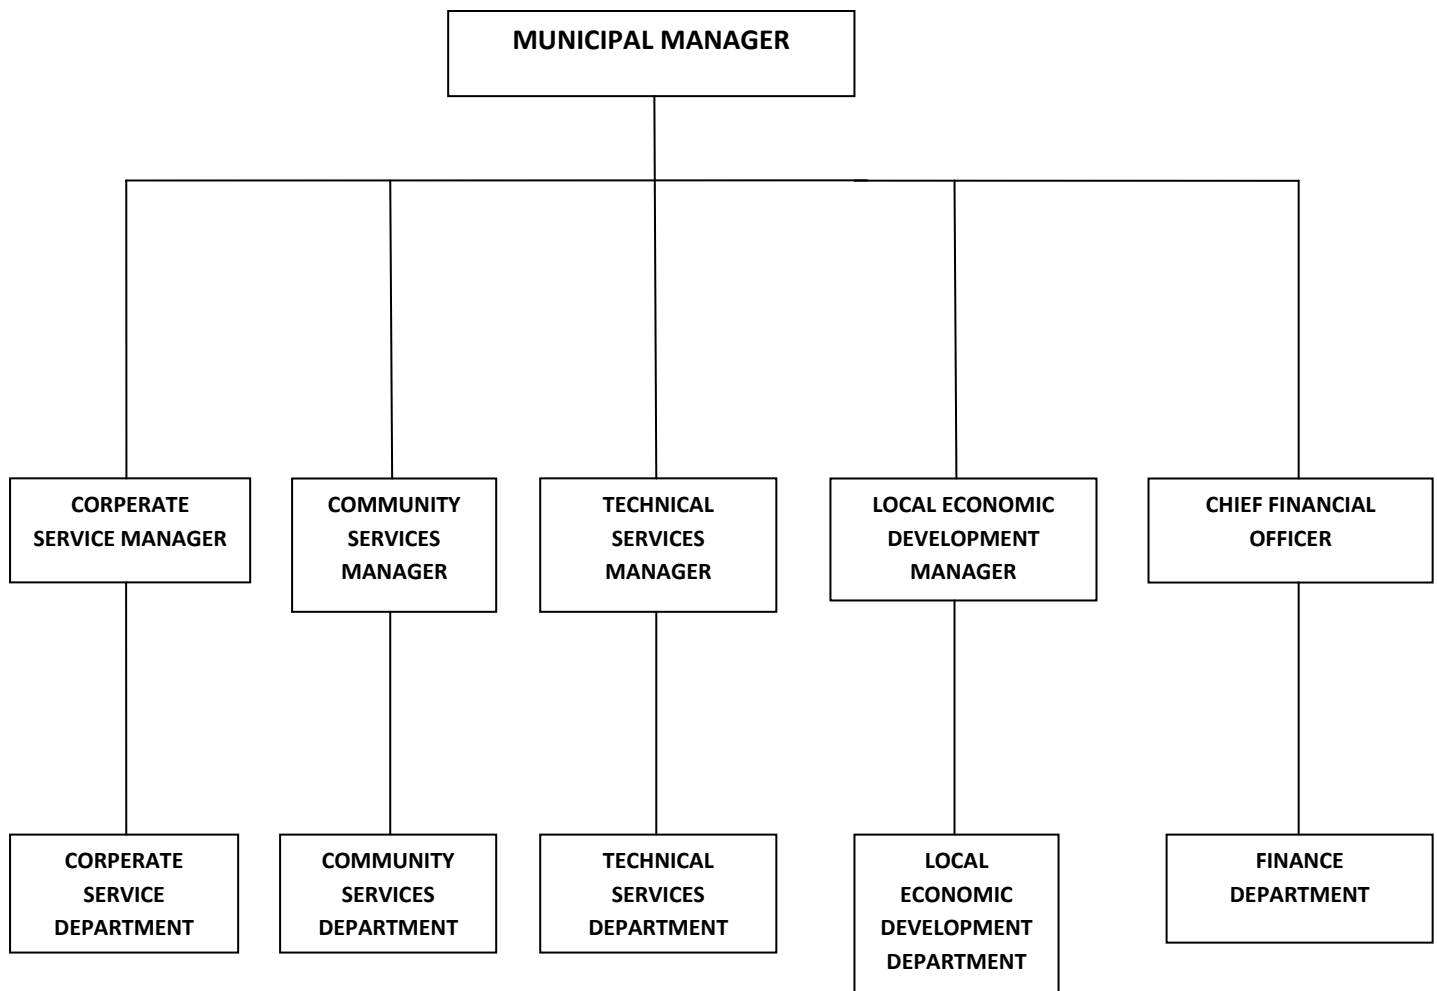 MUNICIPAL MANAGER
CORPERATE
SERVICE MANAGER
COMMUNITY
SERVICES
MANAGER
TECHNICAL
SERVICES
MANAGER
LOCAL ECONOMIC
DEVELOPMENT
MANAGER
CHIEF FINANCIAL
OFFICER
CORPERATE
SERVICE
DEPARTMENT
COMMUNITY
SERVICES
DEPARTMENT
TECHNICAL
SERVICES
DEPARTMENT
LOCAL
ECONOMIC
DEVELOPMENT
DEPARTMENT
FINANCE
DEPARTMENT